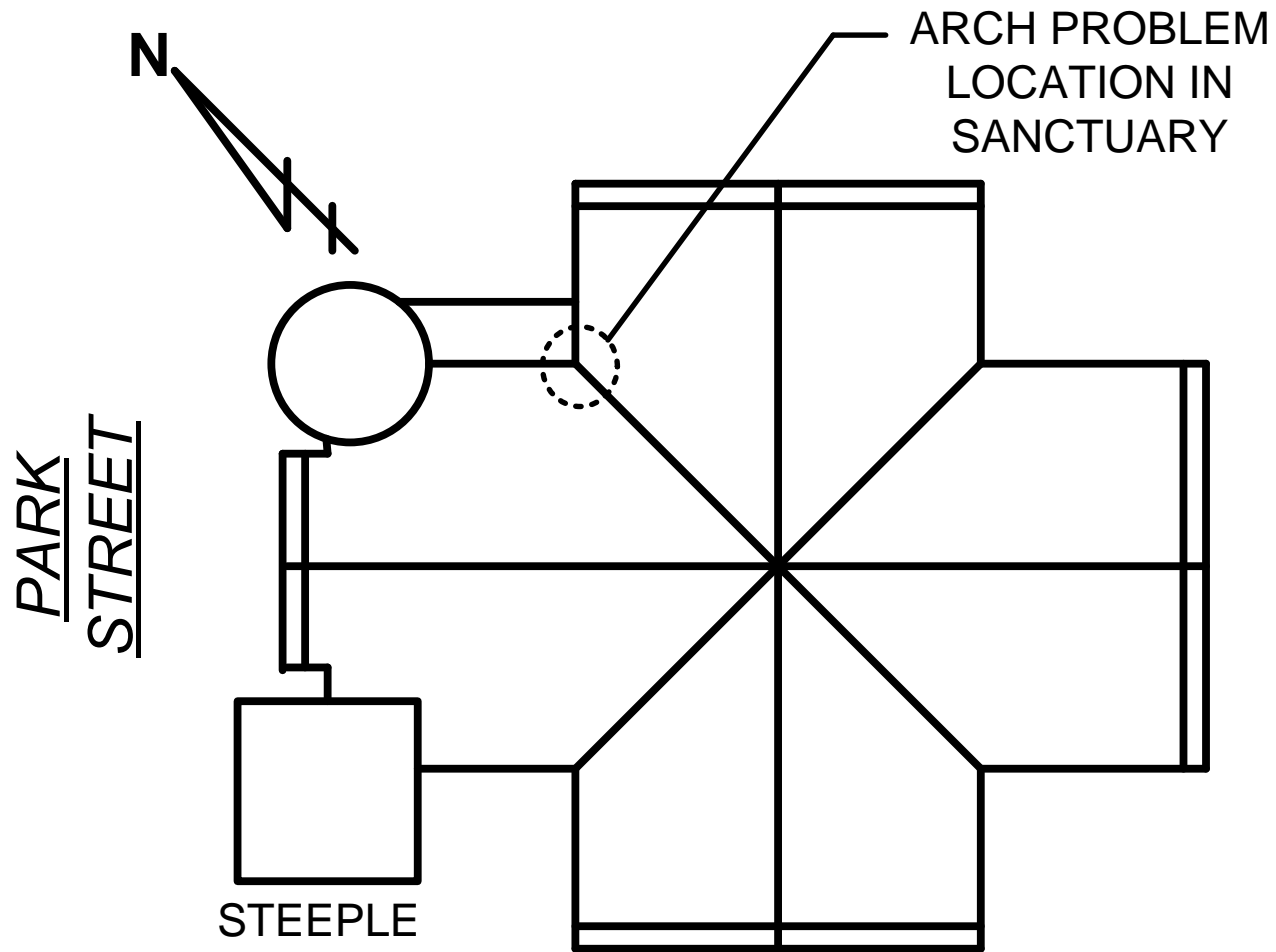 N
ARCH PROBLEM
LOCATION IN
SANCTUARY
PARK
STREET
STEEPLE